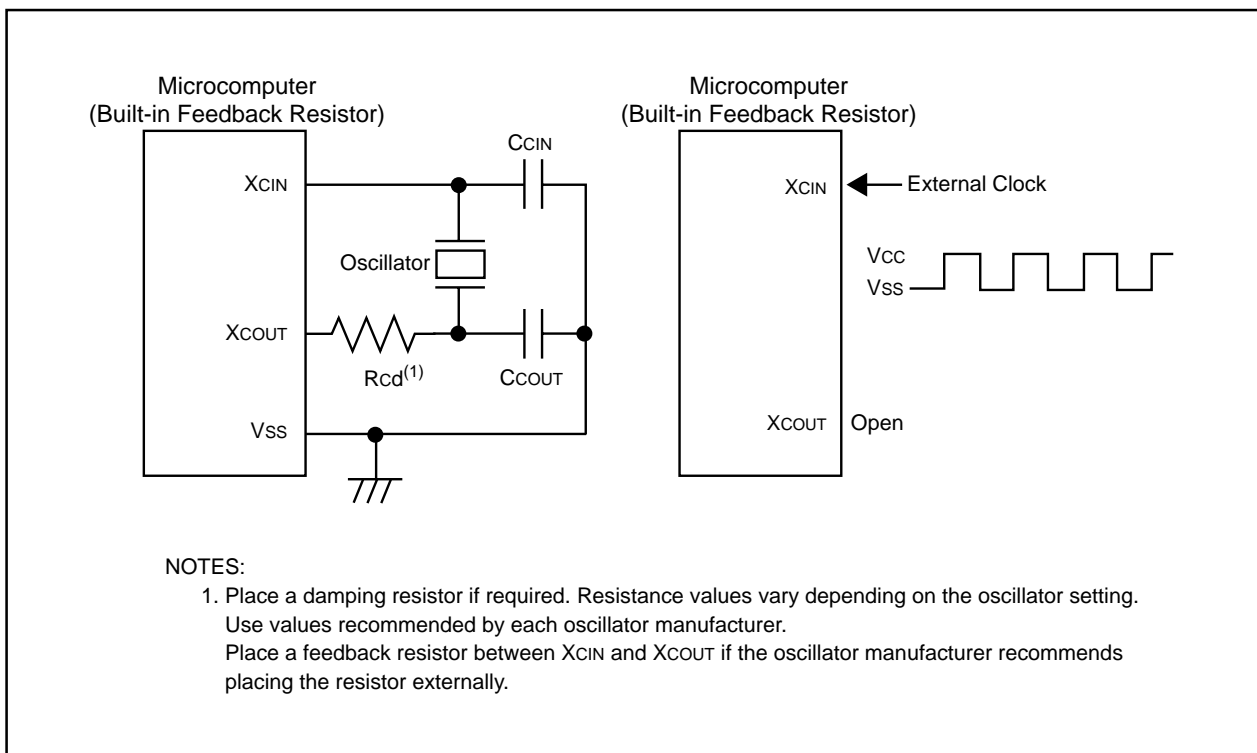 Microcomputer
(Built-in Feedback Resistor)
XCIN
CCIN
Oscillator
XCOUT
RCd(1)
CCOUT
VSS
Microcomputer
(Built-in Feedback Resistor)
XCIN
External Clock
VCC
VSS
XCOUT
Open
NOTES:
1. Place a damping resistor if required. Resistance values vary depending on the oscillator setting.
Use values recommended by each oscillator manufacturer.
Place a feedback resistor between XCIN and XCOUT if the oscillator manufacturer recommends
placing the resistor externally.